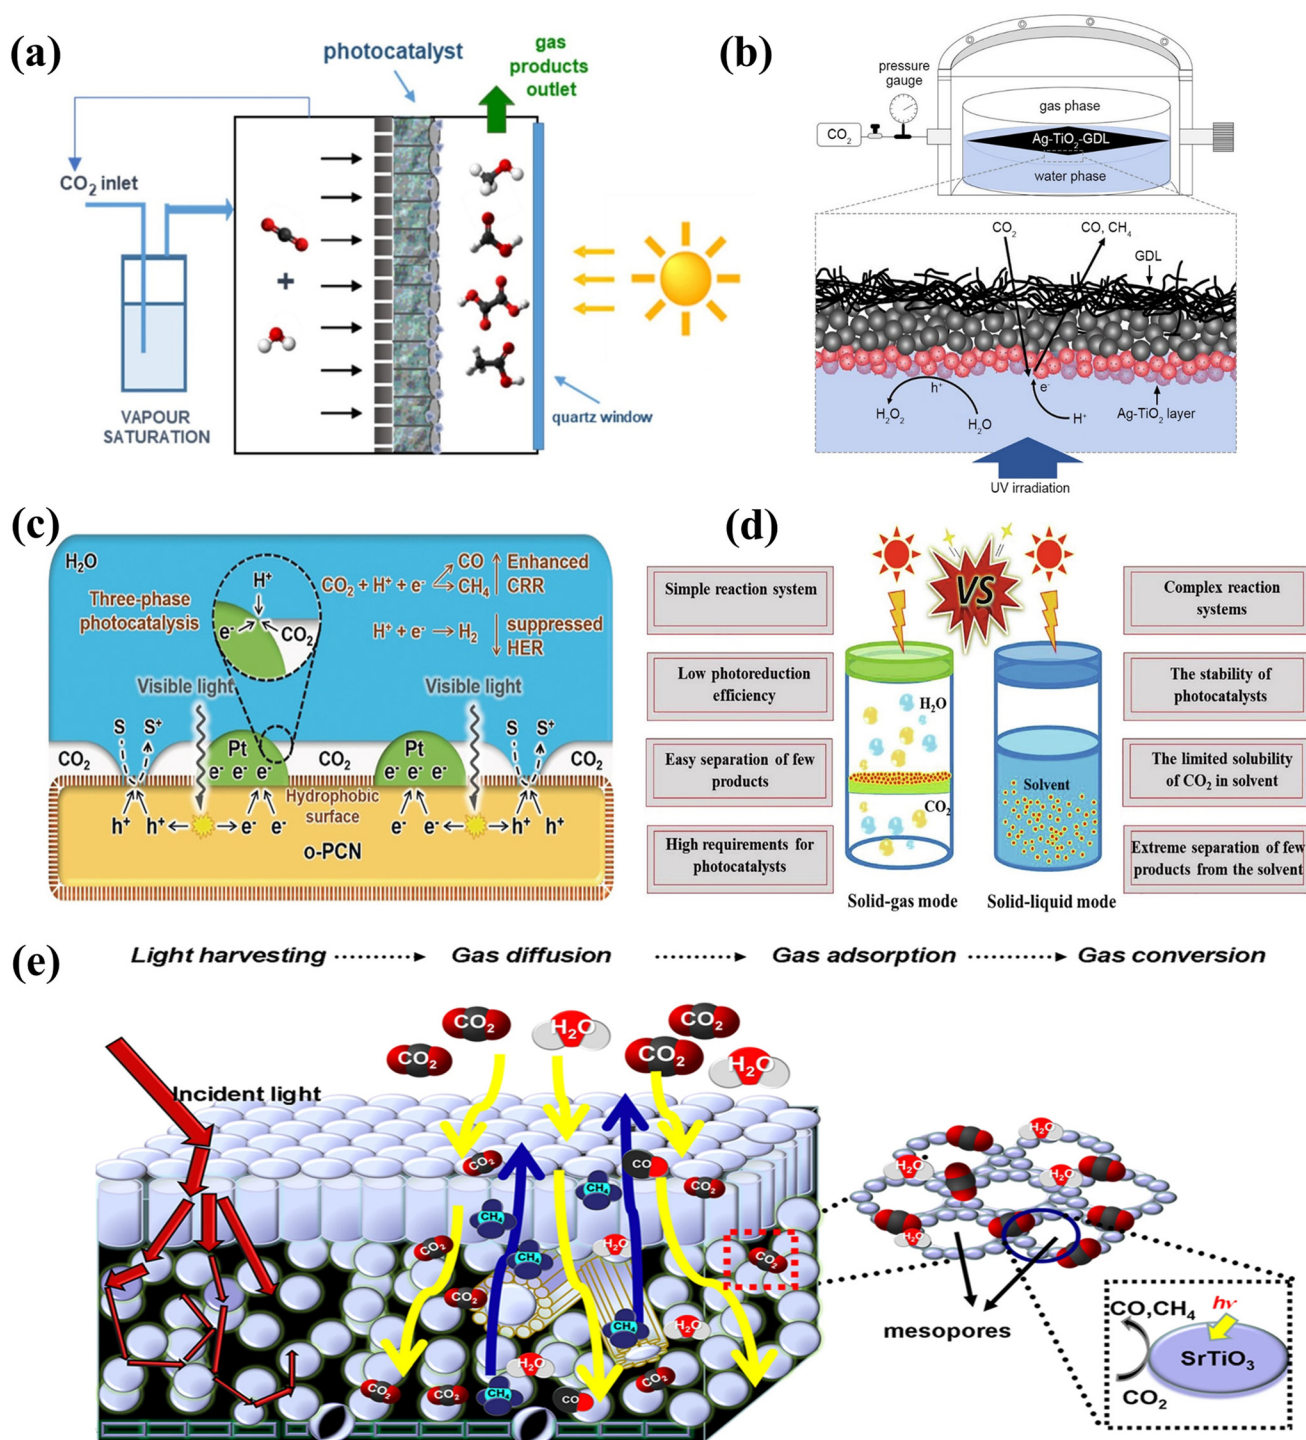 (a)
photocatalyst
gas
products
outlet
CO2 inlet
VAPOUR
SATURATION
+
quartz window
(b)
pressure
gauge
CO2
gas phase
Ag-TiO2-GDL
water phase
CO2
CO, CH4
GDL
h+
e-
H2O2
H2O
H+
Ag-TiO2 layer
UV irradiation
(c)
H2O
Three-phase
photocatalysis
H+
e-
CO2
CO2 + H+ + e-
CO
CH4
Enhanced
CRR
H+ + e- → H2
suppressed
HER
Visible light
Visible light
S
S+
S
S+
CO2
Pt
e- e- e-
CO2
Pt
e- e- e-
CO2
Hydrophobic
surface
h+
h+
e-
e-
e-
e-
h+
h+
o-PCN
(d)
VS
Simple reaction system
Low photoreduction
efficiency
Easy separation of few
products
High requirements for
photocatalysts
H2O
CO2
Solid-gas mode
Solvent
Solid-liquid mode
Complex reaction
systems
The stability of
photocatalysts
The limited solubility
of CO2 in solvent
Extreme separation of few
products from the solvent
(e)
Light harvesting
Gas diffusion
Gas adsorption
Gas conversion
Incident light
CO2
CO2
H2O
CO2
CO2
H2O
CO2
CO
CO2
CH4
CH4
CO2
CH4
H2O
CO2
CO2
CH4
H2O
CO2
CO2
CH4
H2O
CO
CO2
H2O
H2O
H2O
H2O
mesopores
CO,CH4
hν
SrTiO3
CO2